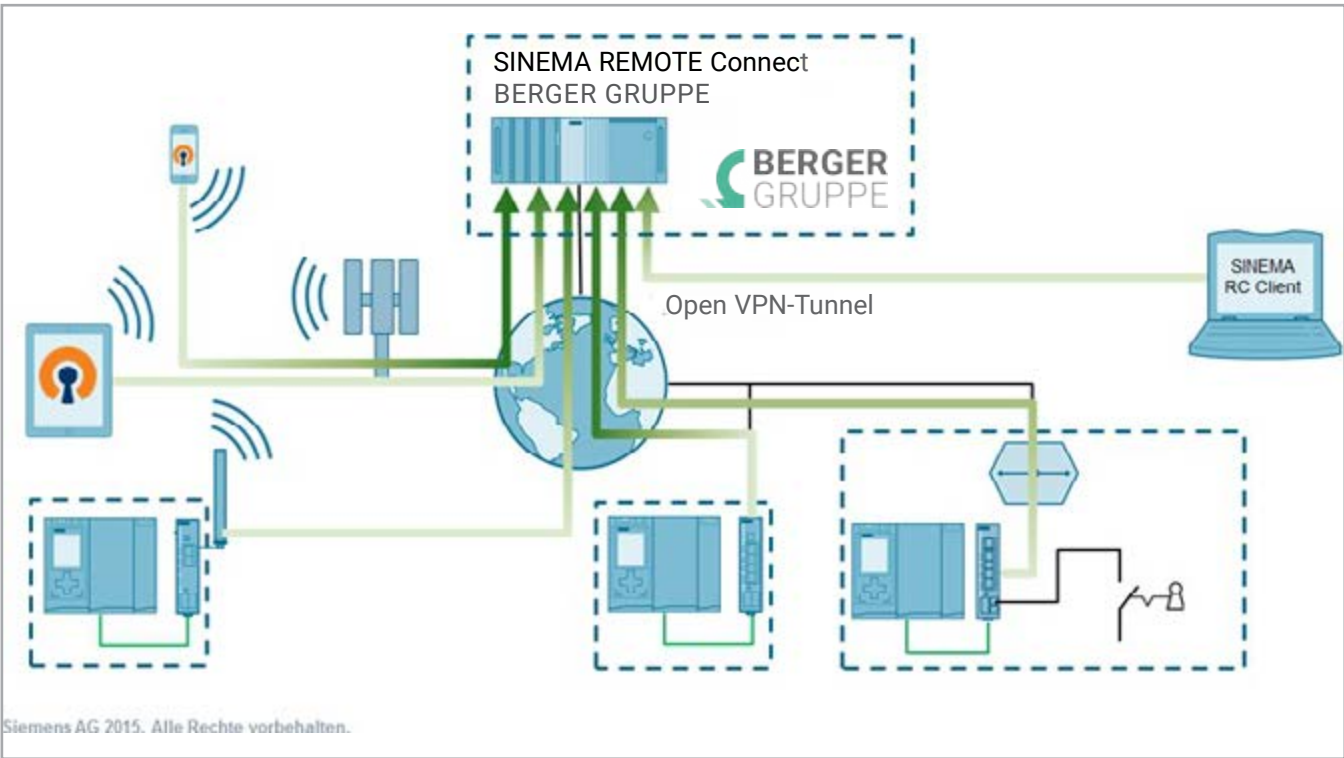 SINEMA REMOTE Connect
BERGER GRUPPE
BERGER
GRUPPE
SINEMA
RC Client
Open VPN-Tunnel
Siemens AG 2015. Alle Rechte vorbehalten.